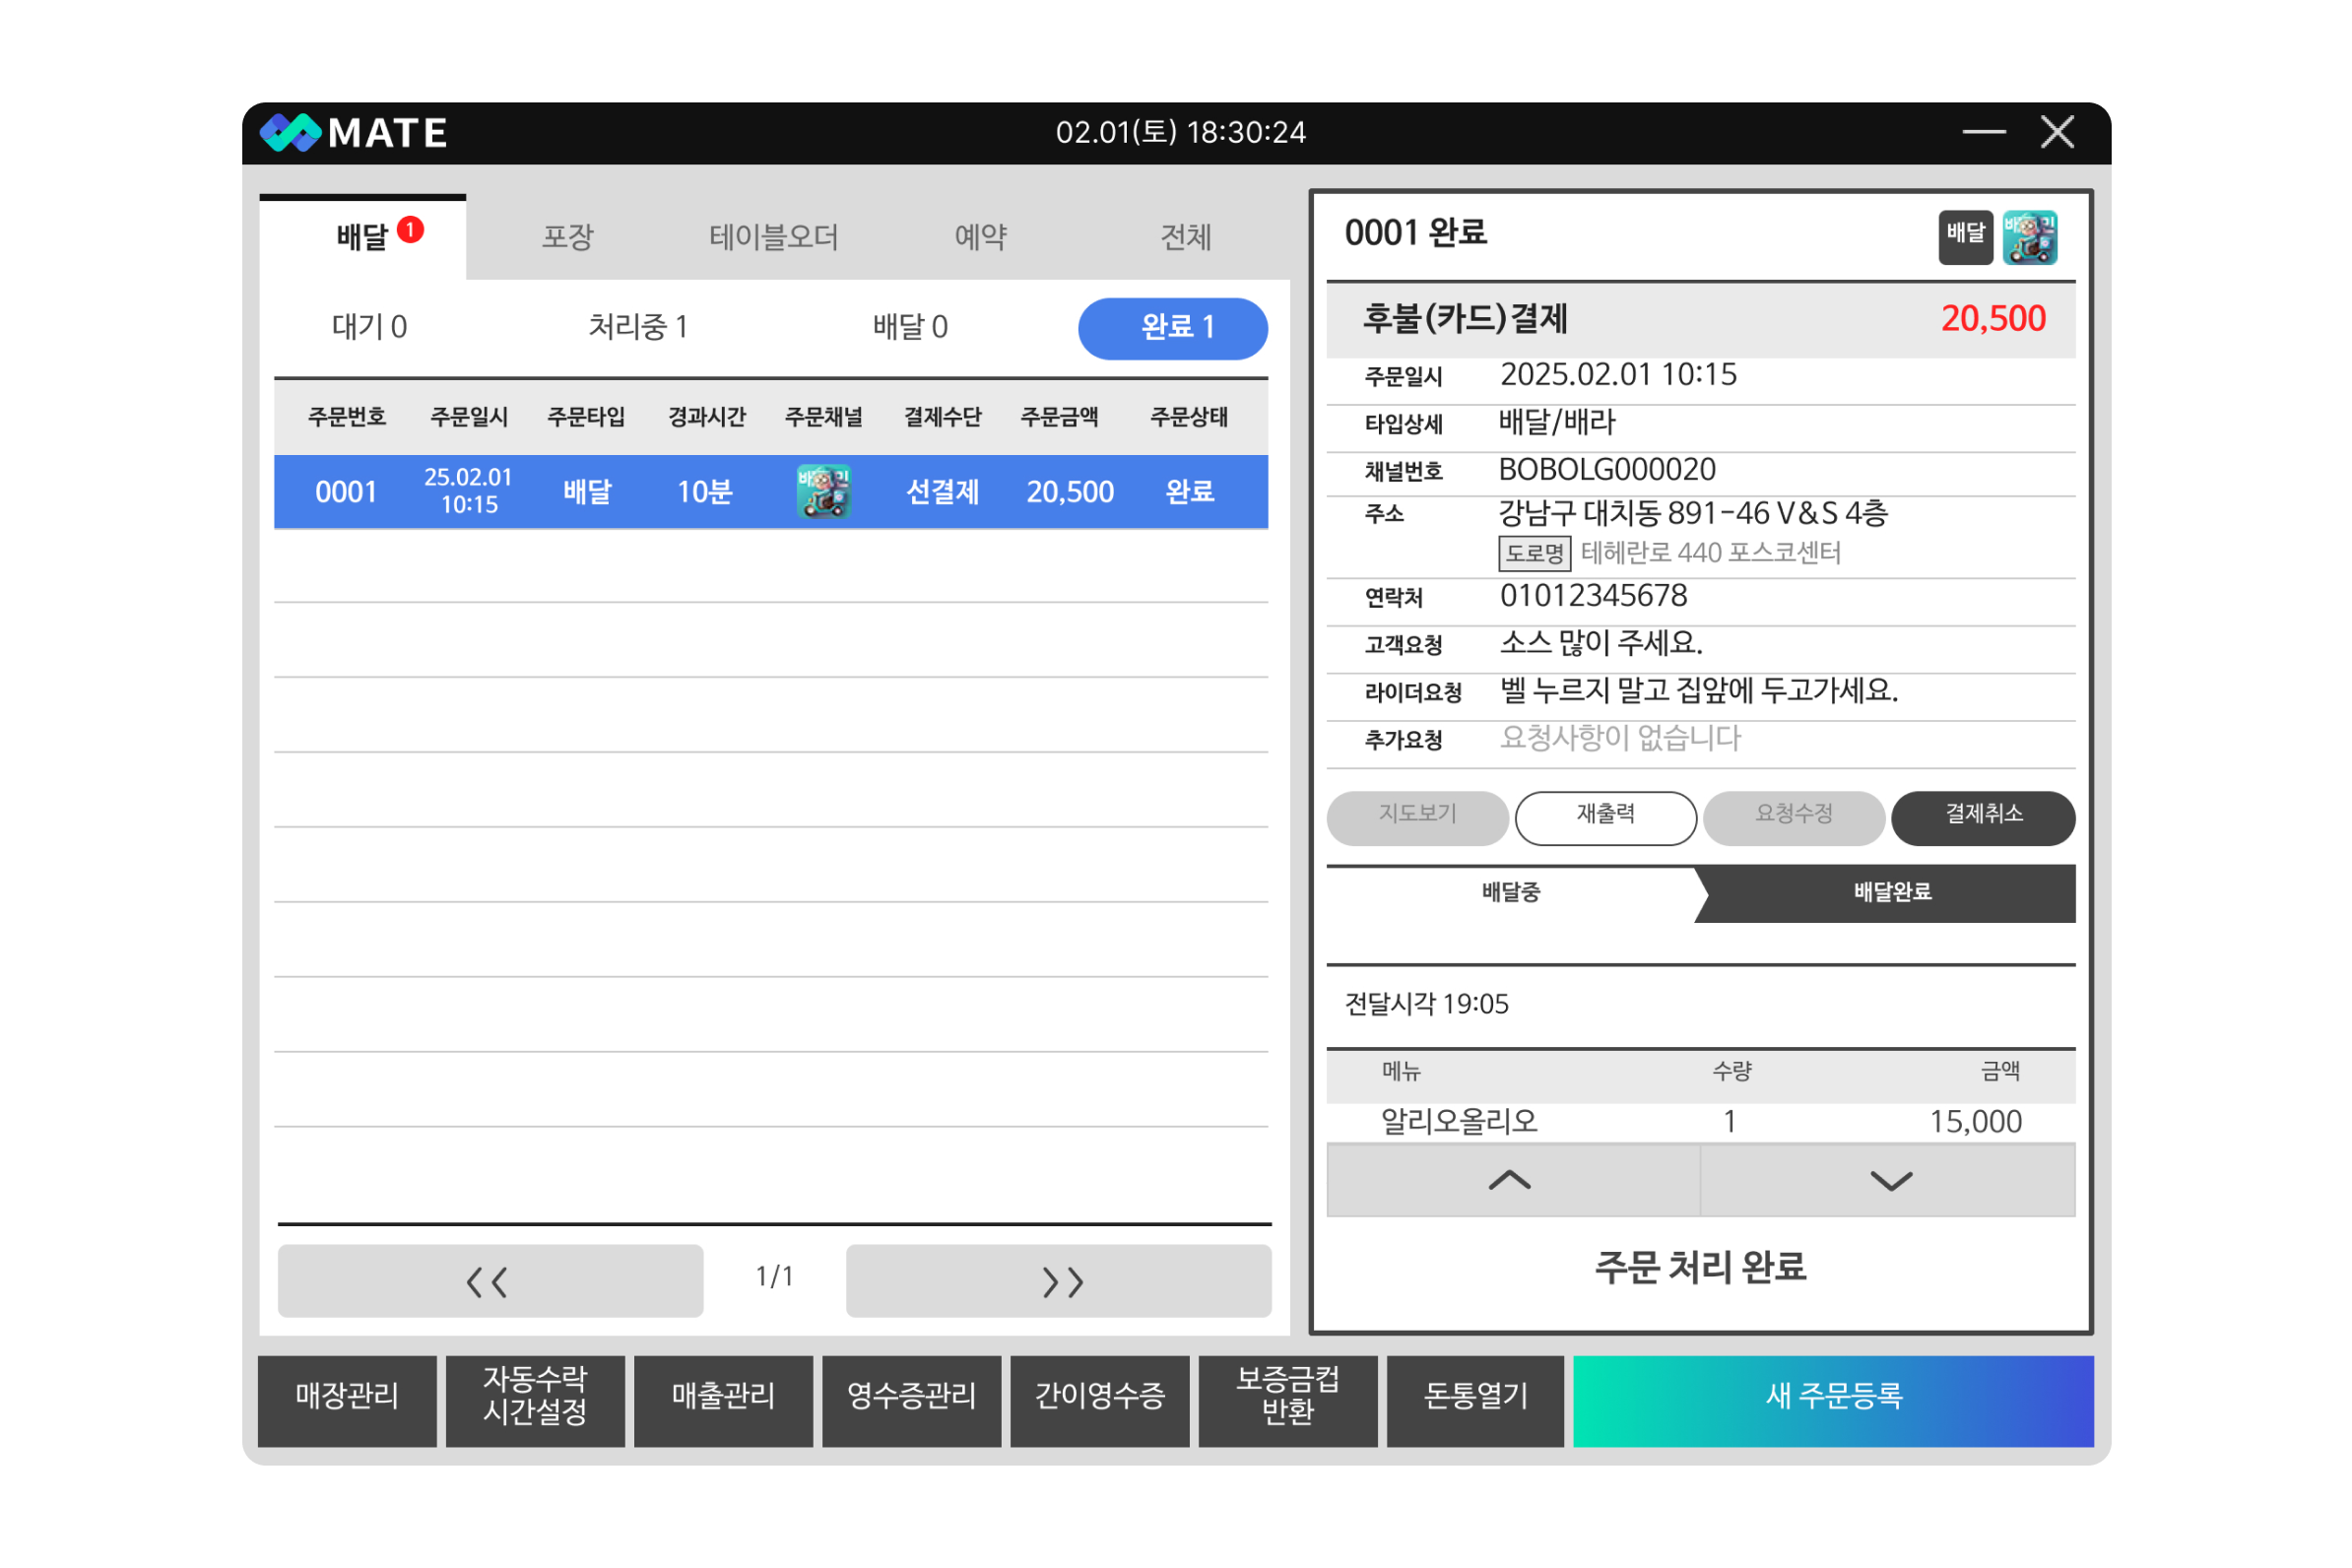 MATE
02.01(토) 18:30:24
배달 1
포장
테이블오더
예약
전체
대기 0
처리중 1
배달 0
완료 1
주문번호 주문일시 주문타입 경과시간 주문채널 결제수단 주문금액 주문상태
0001 25.02.01 10:15 배달 10분 선결제 20,500 완료
<< 1/1 >>
0001 완료
배달
후불(카드)결제 20,500
주문일시 2025.02.01 10:15
타입상세 배달/배라
채널번호 BOBOLG000020
주소 강남구 대치동 891-46 V&S 4층
도로명 테헤란로 440 포스코센터
연락처 01012345678
고객요청 소스 많이 주세요.
라이더요청 벨 누르지 말고 집앞에 두고가세요.
추가요청 요청사항이 없습니다
지도보기 재출력 요청수정 결제취소
배달중 배달완료
전달시각 19:05
메뉴 수량 금액
알리오올리오 1 15,000
주문 처리 완료
매장관리
자동수락
시간설정
매출관리
영수증관리
간이영수증
보증금컵
반환
돈통열기
새 주문등록